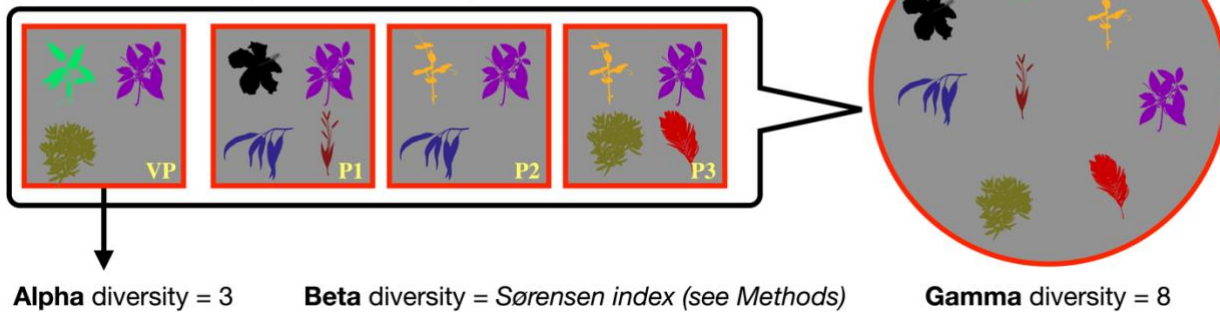 VP
P1
P2
P3
Alpha diversity = 3
Beta diversity = Sørensen index (see Methods)
Gamma diversity = 8